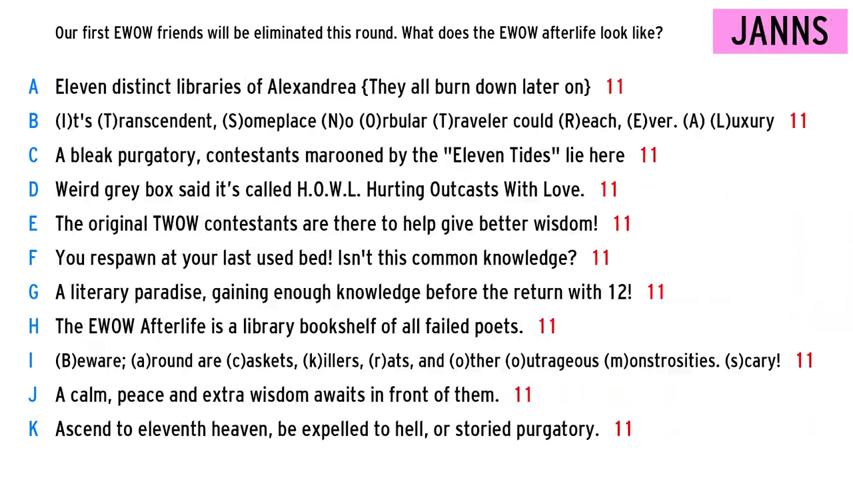 Our first EWOW friends will be eliminated this round. What does the EWOW afterlife look like?
JANNS
A Eleven distinct libraries of Alexandrea {They all burn down later on} 11
B (I)t's (T)ranscendent, (S)omeplace (N)o (O)rbular (T)raveler could (R)each, (E)ver. (A) (L)uxury 11
C A bleak purgatory, contestants marooned by the "Eleven Tides" lie here 11
D Weird grey box said it’s called H.O.W.L. Hurting Outcasts With Love. 11
E The original TWOW contestants are there to help give better wisdom! 11
F You respawn at your last used bed! Isn't this common knowledge? 11
G A literary paradise, gaining enough knowledge before the return with 12! 11
H The EWOW Afterlife is a library bookshelf of all failed poets. 11
I (B)eware; (a)round are (c)askets, (k)illers, (r)ats, and (o)ther (o)utrageous (m)onstrosities. (s)cary! 11
J A calm, peace and extra wisdom awaits in front of them. 11
K Ascend to eleventh heaven, be expelled to hell, or storied purgatory. 11